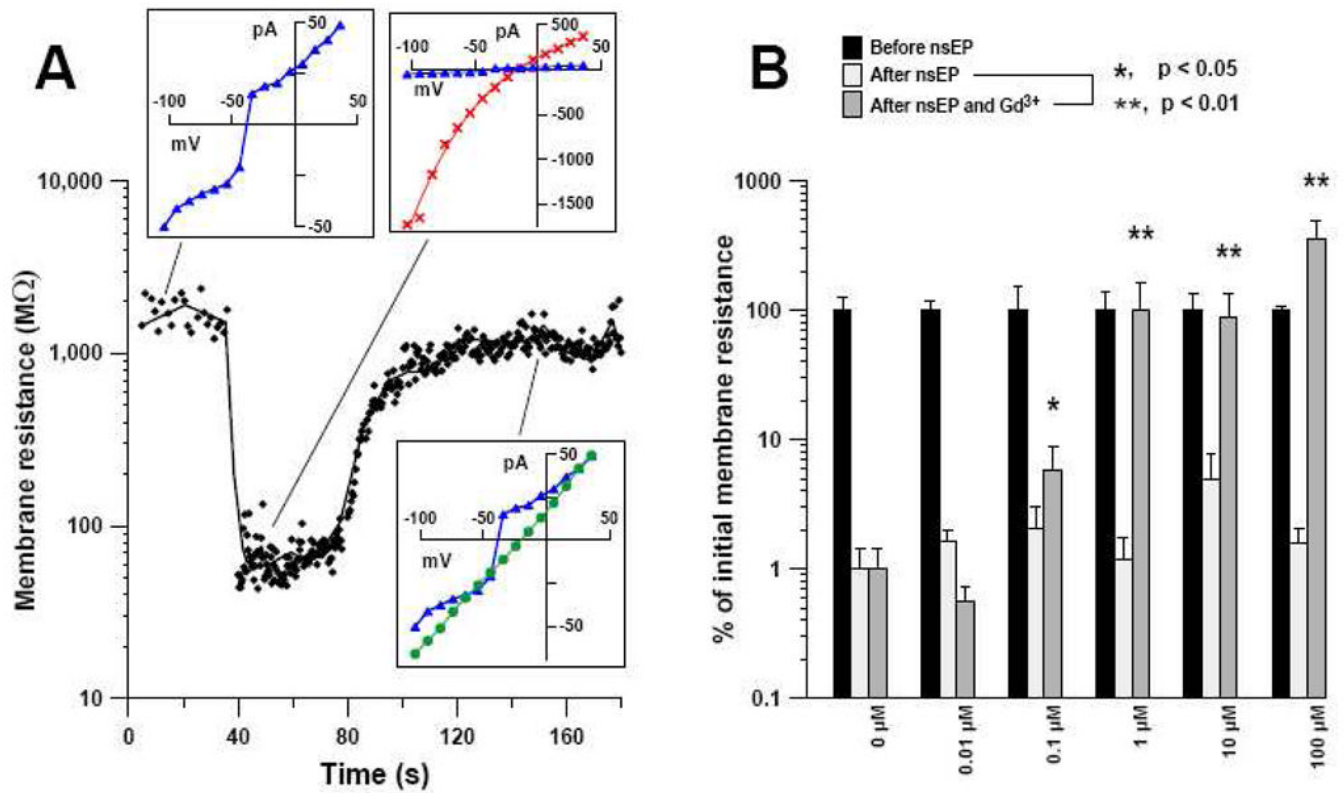 A
pA
50
-100
-50
50
mV
-50
pA
500
-100
-50
50
mV
-500
-1000
-1500
10,000
1,000
100
10
Membrane resistance (MΩ)
pA
50
-100
-50
50
mV
-50
0
40
80
120
160
Time (s)
B
Before nsEP
After nsEP
After nsEP and Gd3+
*, p < 0.05
**, p < 0.01
1000
100
10
1
0.1
% of initial membrane resistance
*
**
**
**
0 µM
0.01 µM
0.1 µM
1 µM
10 µM
100 µM